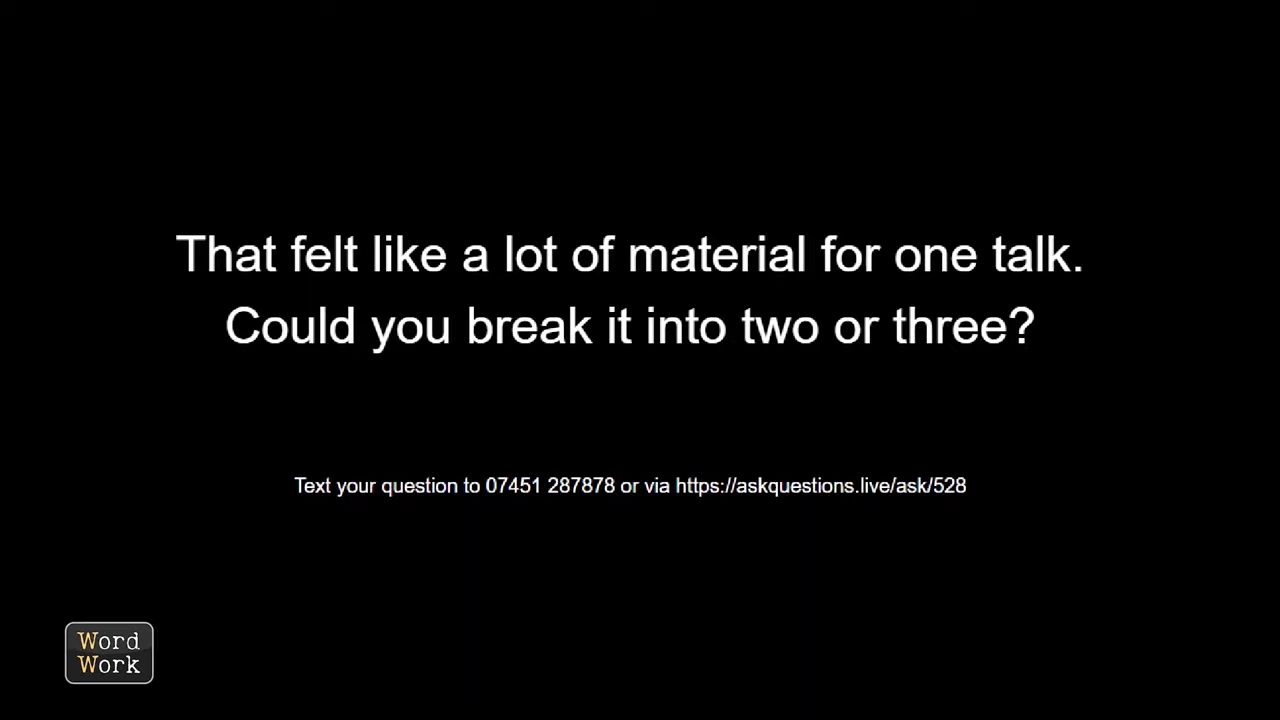 That felt like a lot of material for one talk.
Could you break it into two or three?
Text your question to 07451 287878 or via https://askquestions.live/ask/528
Word
Work